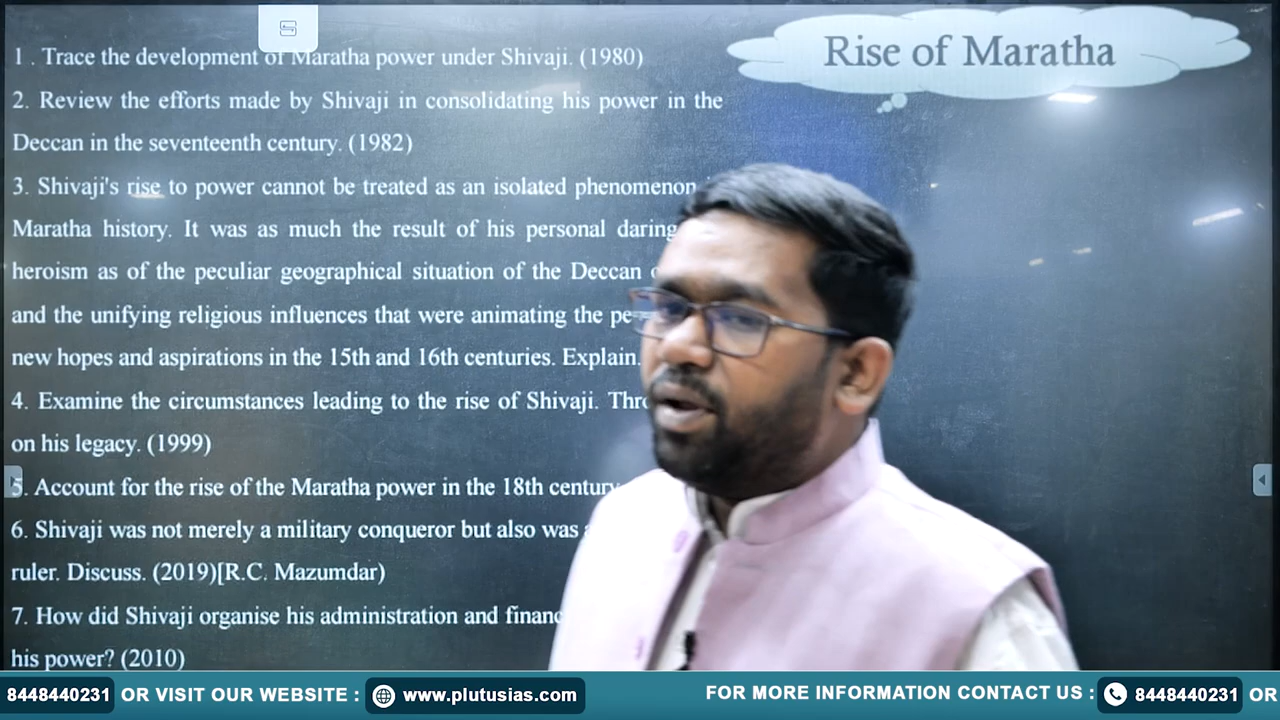 Rise of Maratha
1 . Trace the development of Maratha power under Shivaji. (1980)
2. Review the efforts made by Shivaji in consolidating his power in the
Deccan in the seventeenth century. (1982)
3. Shivaji's rise to power cannot be treated as an isolated phenomenon
Maratha history. It was as much the result of his personal daring
heroism as of the peculiar geographical situation of the Deccan
and the unifying religious influences that were animating the
new hopes and aspirations in the 15th and 16th centuries. Explain.
4. Examine the circumstances leading to the rise of Shivaji.
on his legacy. (1999)
5. Account for the rise of the Maratha power in the 18th century
6. Shivaji was not merely a military conqueror but also was
ruler. Discuss. (2019)[R.C. Mazumdar)
7. How did Shivaji organise his administration and
his power? (2010)
8448440231 OR VISIT OUR WEBSITE : www.plutusias.com FOR MORE INFORMATION CONTACT US : 8448440231 OR